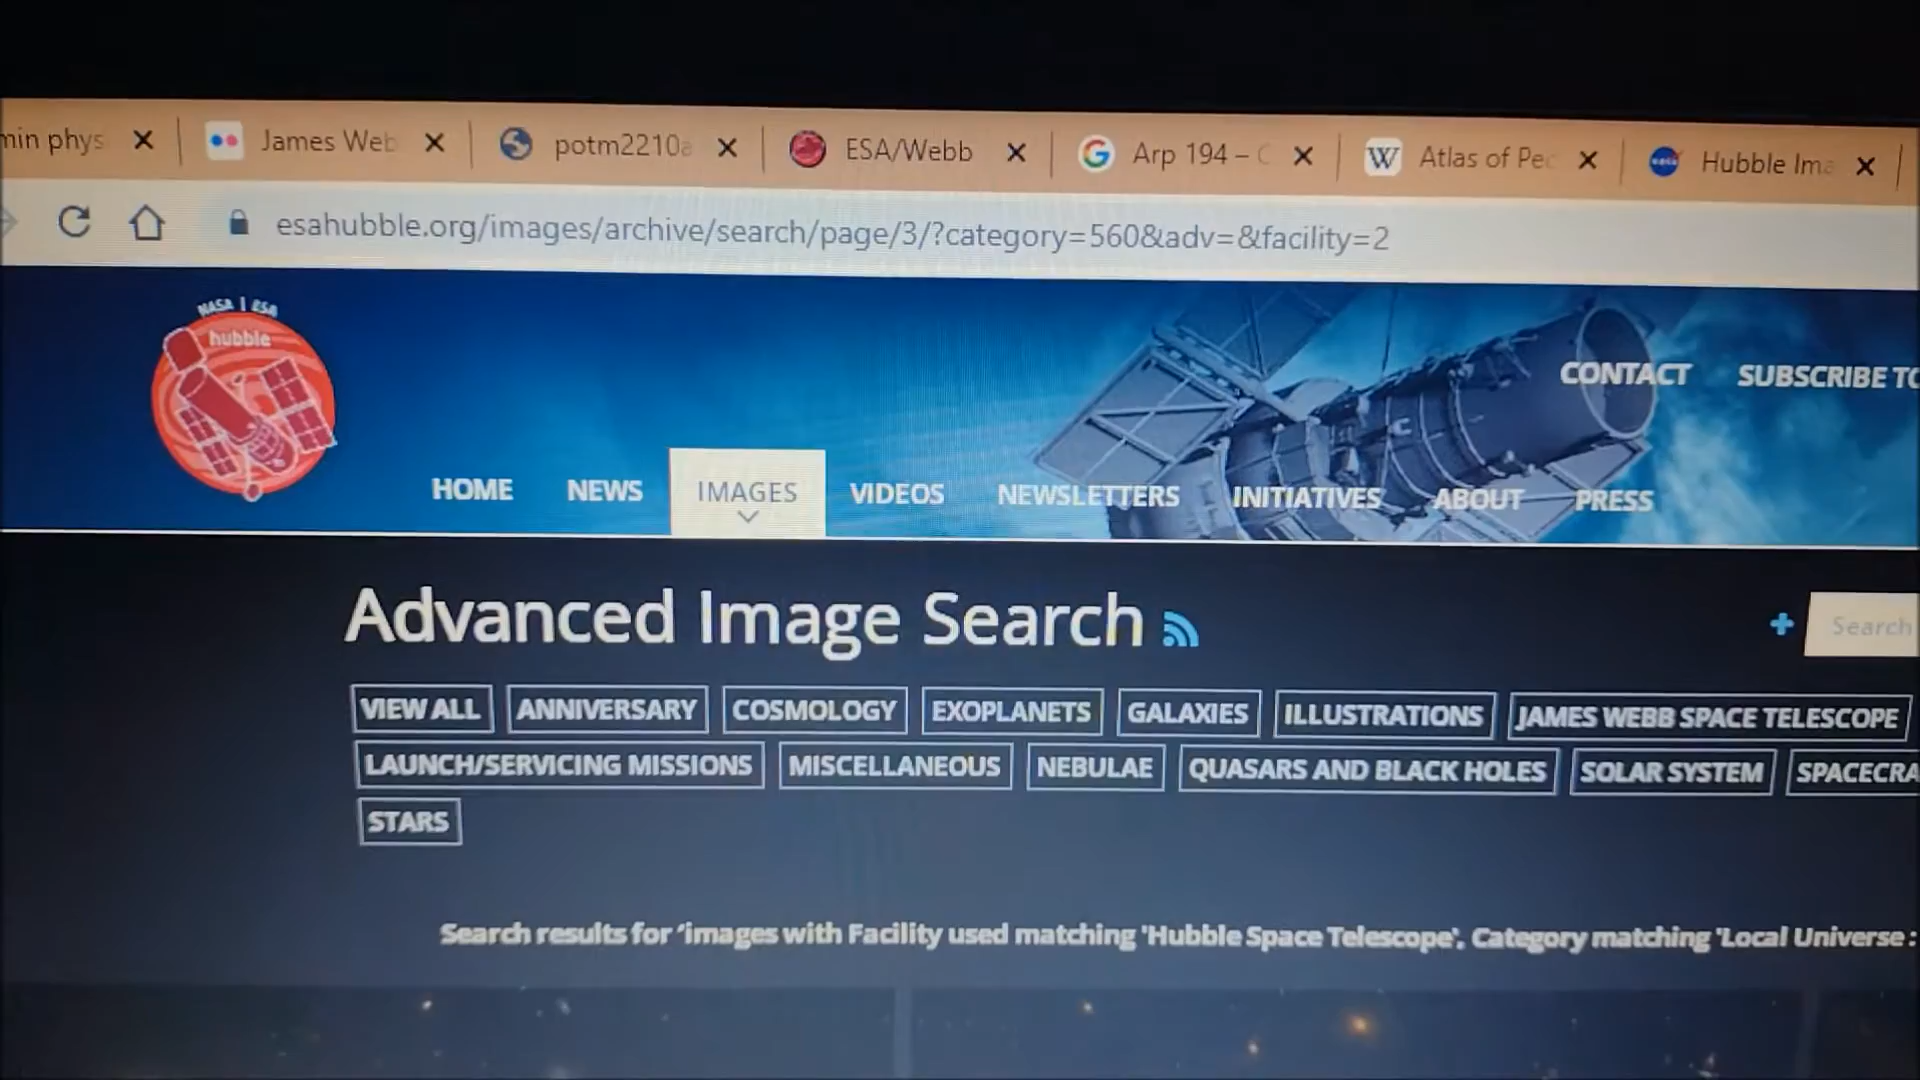 min phys
James Web
potm2210a
ESA/Webb
Arp 194 – G
Atlas of Pec
Hubble Ima
esahubble.org/images/archive/search/page/3/?category=560&adv=&facility=2
NASA | ESA
hubble
CONTACT SUBSCRIBE TO
HOME NEWS IMAGES VIDEOS NEWSLETTERS INITIATIVES ABOUT PRESS
Advanced Image Search
Search
VIEW ALL ANNIVERSARY COSMOLOGY EXOPLANETS GALAXIES ILLUSTRATIONS JAMES WEBB SPACE TELESCOPE
LAUNCH/SERVICING MISSIONS MISCELLANEOUS NEBULAE QUASARS AND BLACK HOLES SOLAR SYSTEM SPACECRA
STARS
Search results for 'images with Facility used matching 'Hubble Space Telescope'. Category matching 'Local Universe :